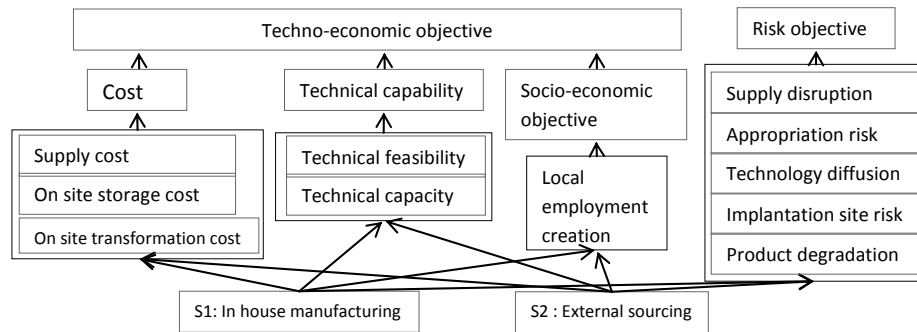 Techno-economic objective
Risk objective
Cost
Technical capability
Socio-economic
objective
Supply cost
On site storage cost
On site transformation cost
Technical feasibility
Technical capacity
Local
employment
creation
Supply disruption
Appropriation risk
Technology diffusion
Implantation site risk
Product degradation
S1: In house manufacturing
S2 : External sourcing